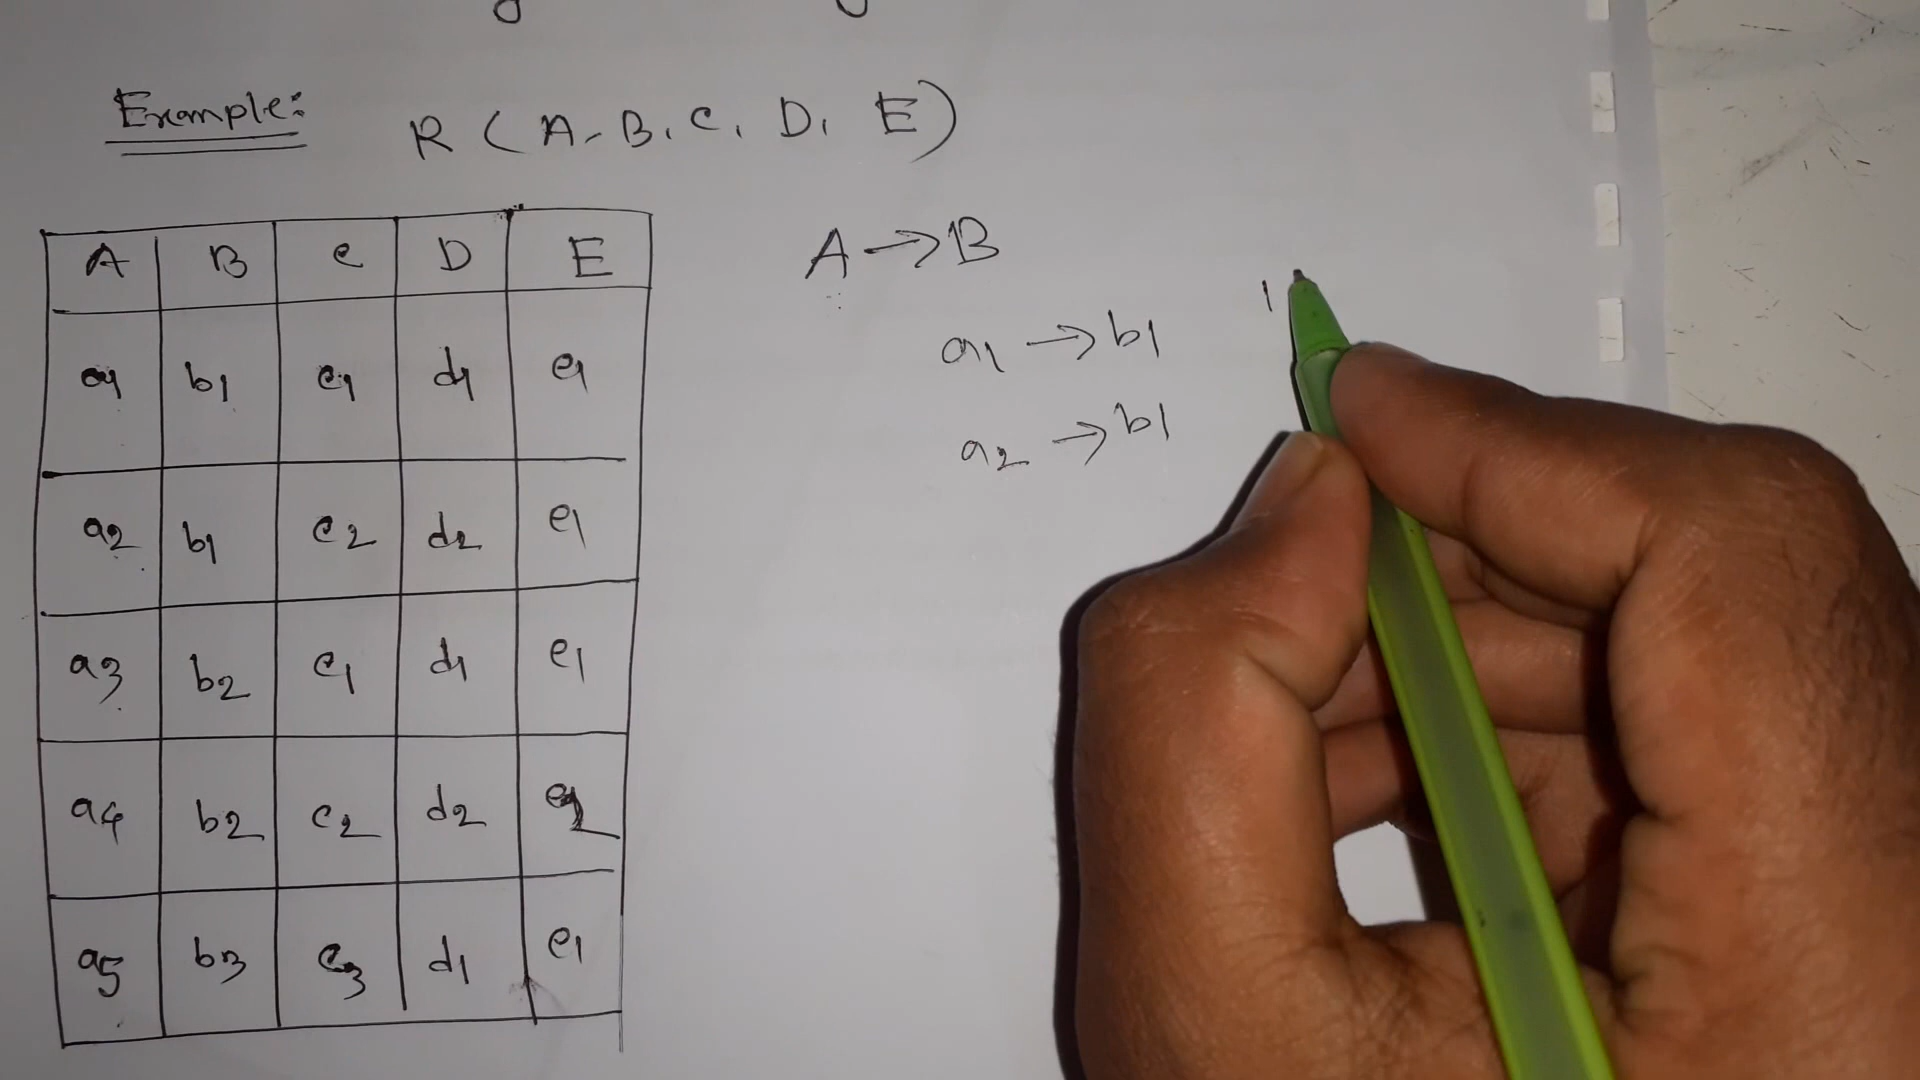 Example: R ( A, B, C, D, E )
A B C D E
a1 b1 c1 d1 e1
a2 b1 c2 d2 e1
a3 b2 c1 d1 e1
a4 b2 c2 d2 e2
a5 b3 c3 d1 e1
A → B
a1 → b1
a2 → b1